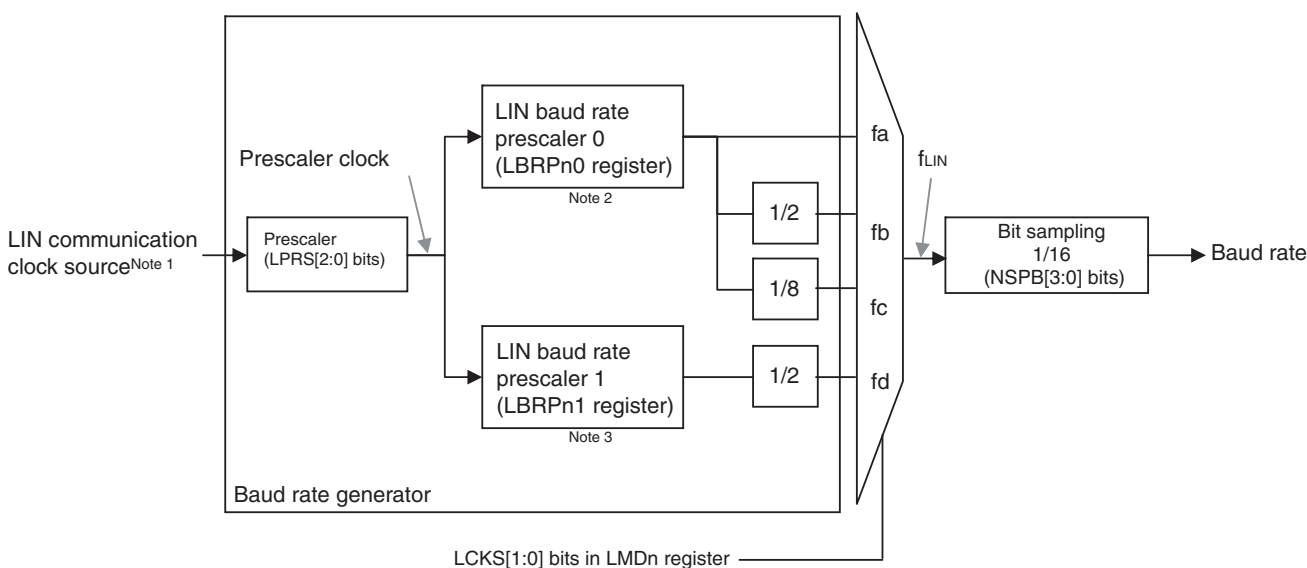 LIN communication
clock sourceNote 1
Prescaler
(LPRS[2:0] bits)
Prescaler clock
LIN baud rate
prescaler 0
(LBRPn0 register)
Note 2
LIN baud rate
prescaler 1
(LBRPn1 register)
Note 3
1/2
1/8
1/2
fa
fb
fc
fd
fLIN
Bit sampling
1/16
(NSPB[3:0] bits)
Baud rate
Baud rate generator
LCKS[1:0] bits in LMDn register